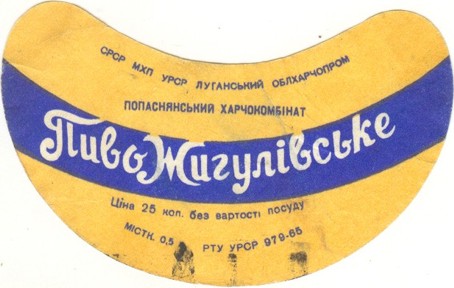 СРСР МХП УРСР ЛУГАНСЬКИЙ ОБЛХАРЧОПРОМ
ПОПАСНЯНСЬКИЙ ХАРЧОКОМБІНАТ
Пиво Жигулівське
Ціна 25 коп. без вартості посуду
МІСТК. 0,5 РТУ УРСР 979-65